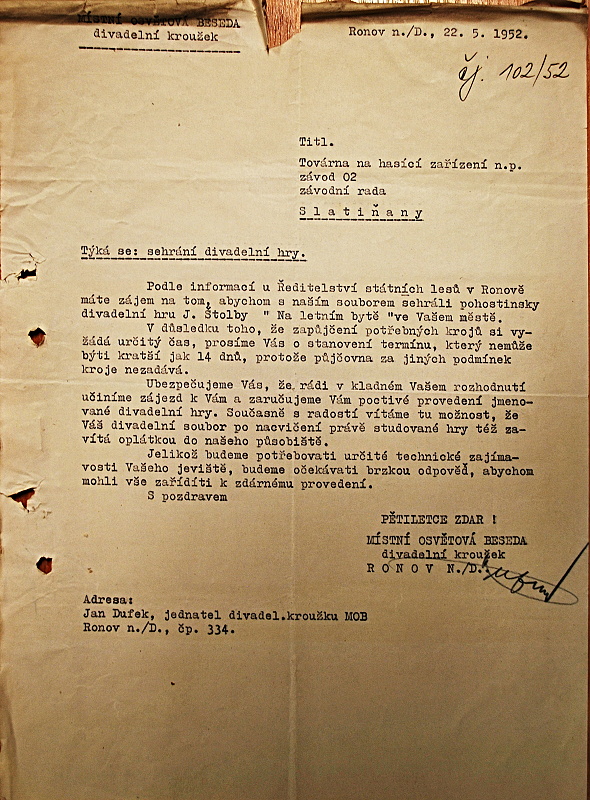 MÍSTNÍ OSVĚTOVÁ BESEDA
divadelní kroužek
Ronov n./D., 22. 5. 1952.
čj. 102/52
Titl.
Továrna na hasící zařízení n.p.
závod 02
závodní rada
Slatiňany
Týká se: sehrání divadelní hry.
Podle informací u Ředitelství státních lesů v Ronově
máte zájem na tom, abychom s naším souborem sehráli pohostinsky
divadelní hru J. Štolby " Na letním bytě "ve Vašem městě.
V důsledku toho, že zapůjčení potřebných krojů si vy-
žádá určitý čas, prosíme Vás o stanovení termínu, který nemůže
býti kratší jak 14 dnů, protože půjčovna za jiných podmínek
kroje nezadává.
Ubezpečujeme Vás, že rádi v kladném Vašem rozhodnutí
učiníme zájezd k Vám a zaručujeme Vám poctivé provedení jmeno-
vané divadelní hry. Současně s radostí vítáme tu možnost, že
Váš divadelní soubor po nacvičení právě studované hry též za-
vítá oplátkou do našeho působiště.
Jelikož budeme potřebovati určité technické zajíma-
vosti Vašeho jeviště, budeme očekávati brzkou odpověď, abychom
mohli vše zaříditi k zdárnému provedení.
S pozdravem
PĚTILETCE ZDAR !
MÍSTNÍ OSVĚTOVÁ BESEDA
divadelní kroužek
RONOV N./D.
Adresa:
Jan Dufek, jednatel divadel.kroužku MOB
Ronov n./D., čp. 334.